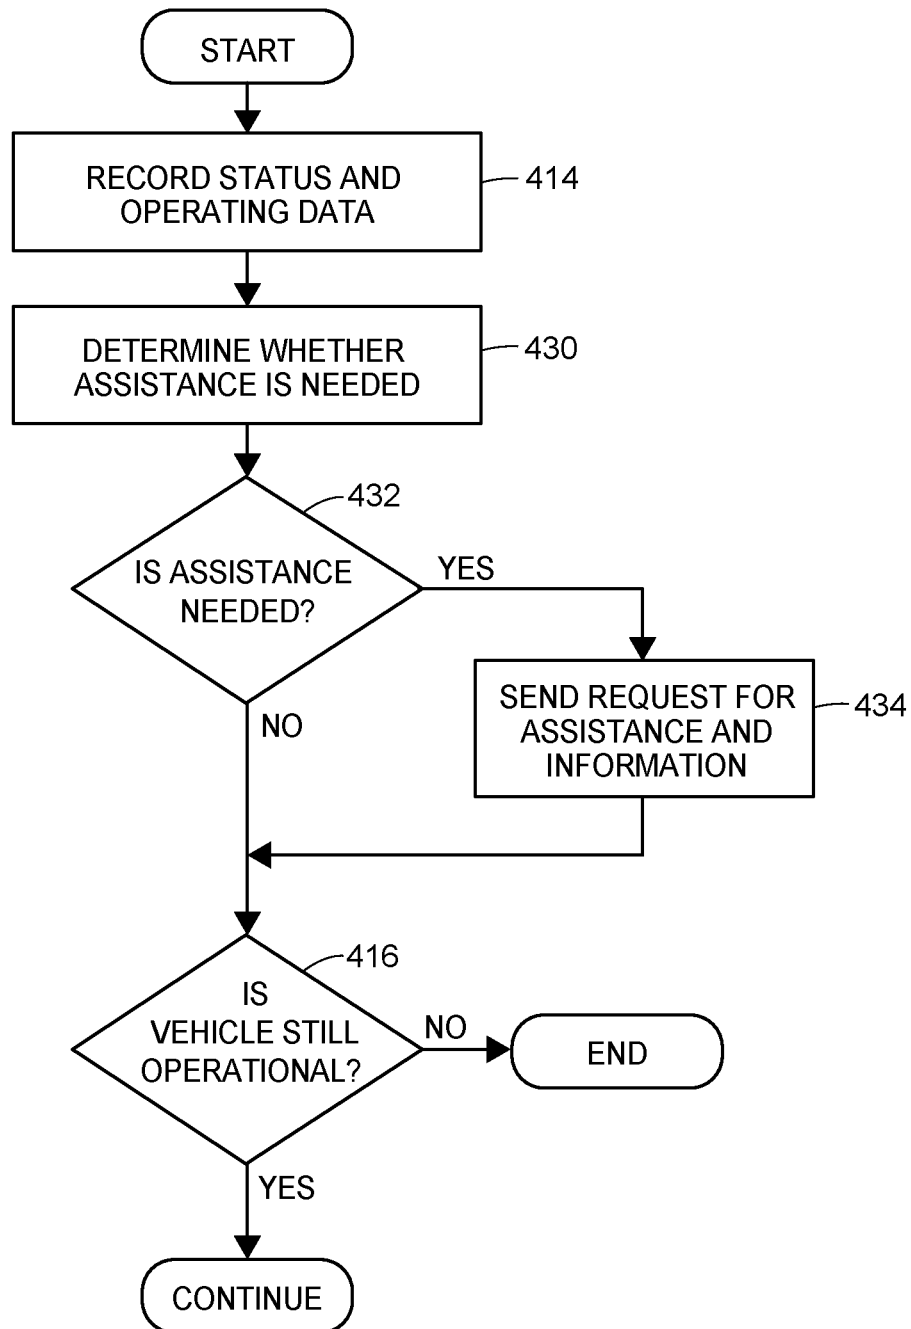 START
RECORD STATUS AND
OPERATING DATA
414
DETERMINE WHETHER
ASSISTANCE IS NEEDED
430
432
IS ASSISTANCE
NEEDED?
YES
NO
SEND REQUEST FOR
ASSISTANCE AND
INFORMATION
434
416
IS
VEHICLE STILL
OPERATIONAL?
NO
END
YES
CONTINUE